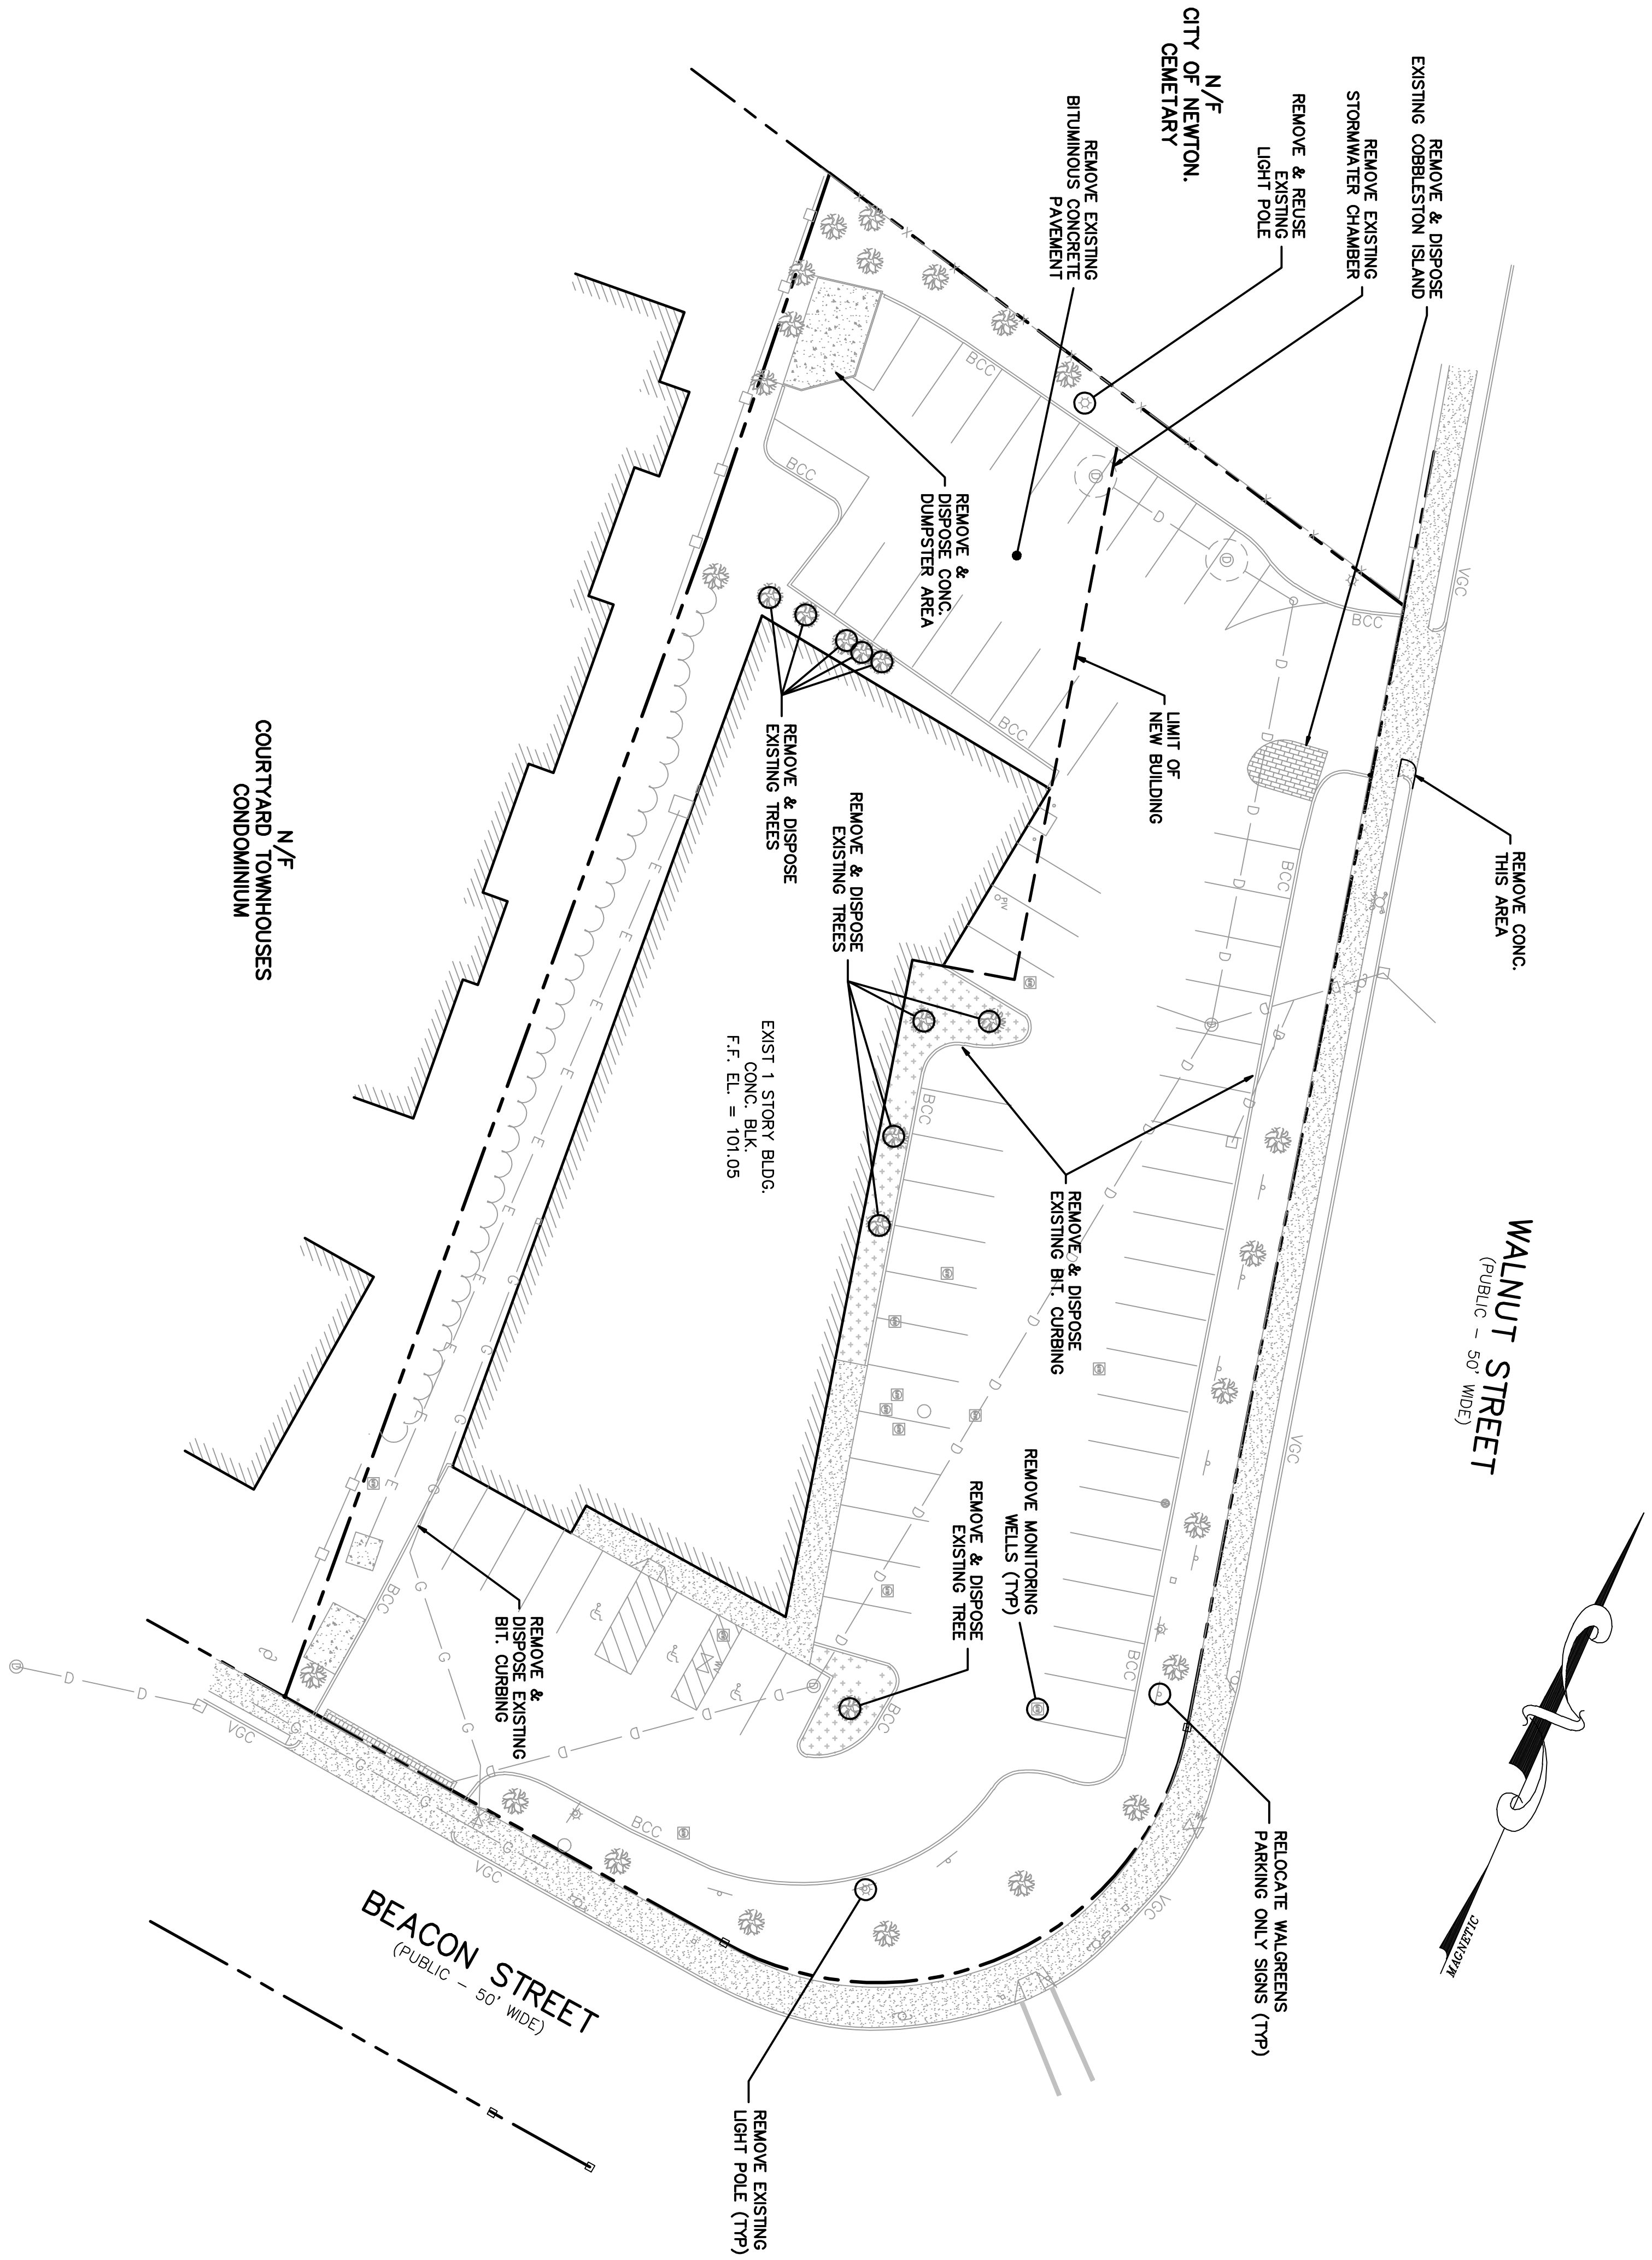 N/F
CITY OF NEWTON.
CEMETARY
REMOVE & DISPOSE
EXISTING COBBLESTON ISLAND
REMOVE EXISTING
STORMWATER CHAMBER
REMOVE & REUSE
EXISTING
LIGHT POLE
REMOVE EXISTING
BITUMINOUS CONCRETE
PAVEMENT
REMOVE &
DISPOSE CONC.
DUMPSTER AREA
LIMIT OF
NEW BUILDING
REMOVE CONC.
THIS AREA
REMOVE & DISPOSE
EXISTING TREES
REMOVE & DISPOSE
EXISTING TREES
N/F
COURTYARD TOWNHOUSES
CONDOMINIUM
EXIST 1 STORY BLDG.
CONC. BLK.
F.F. EL. = 101.05
REMOVE & DISPOSE
EXISTING BIT. CURBING
WALNUT STREET
(PUBLIC – 50' WIDE)
REMOVE MONITORING
WELLS (TYP)
REMOVE & DISPOSE
EXISTING TREE
REMOVE &
DISPOSE EXISTING
BIT. CURBING
RELOCATE WALGREENS
PARKING ONLY SIGNS (TYP)
REMOVE EXISTING
LIGHT POLE (TYP)
BEACON STREET
(PUBLIC – 50' WIDE)
MAGNETIC
BCC
BCC
BCC
BCC
BCC
BCC
BCC
BCC
BCC
BCC
VGC
VGC
VGC
VGC
VGC
PIV